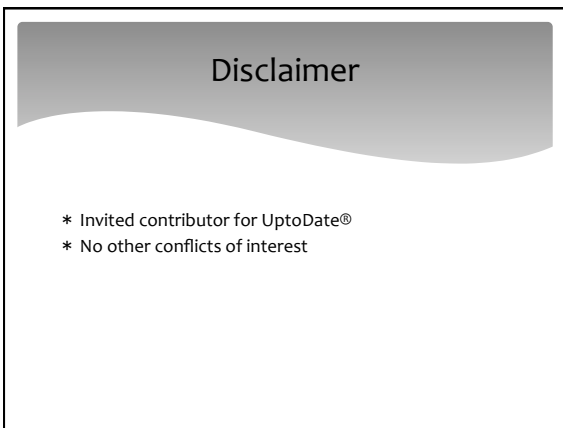 Disclaimer
* Invited contributor for UptoDate®
* No other conflicts of interest